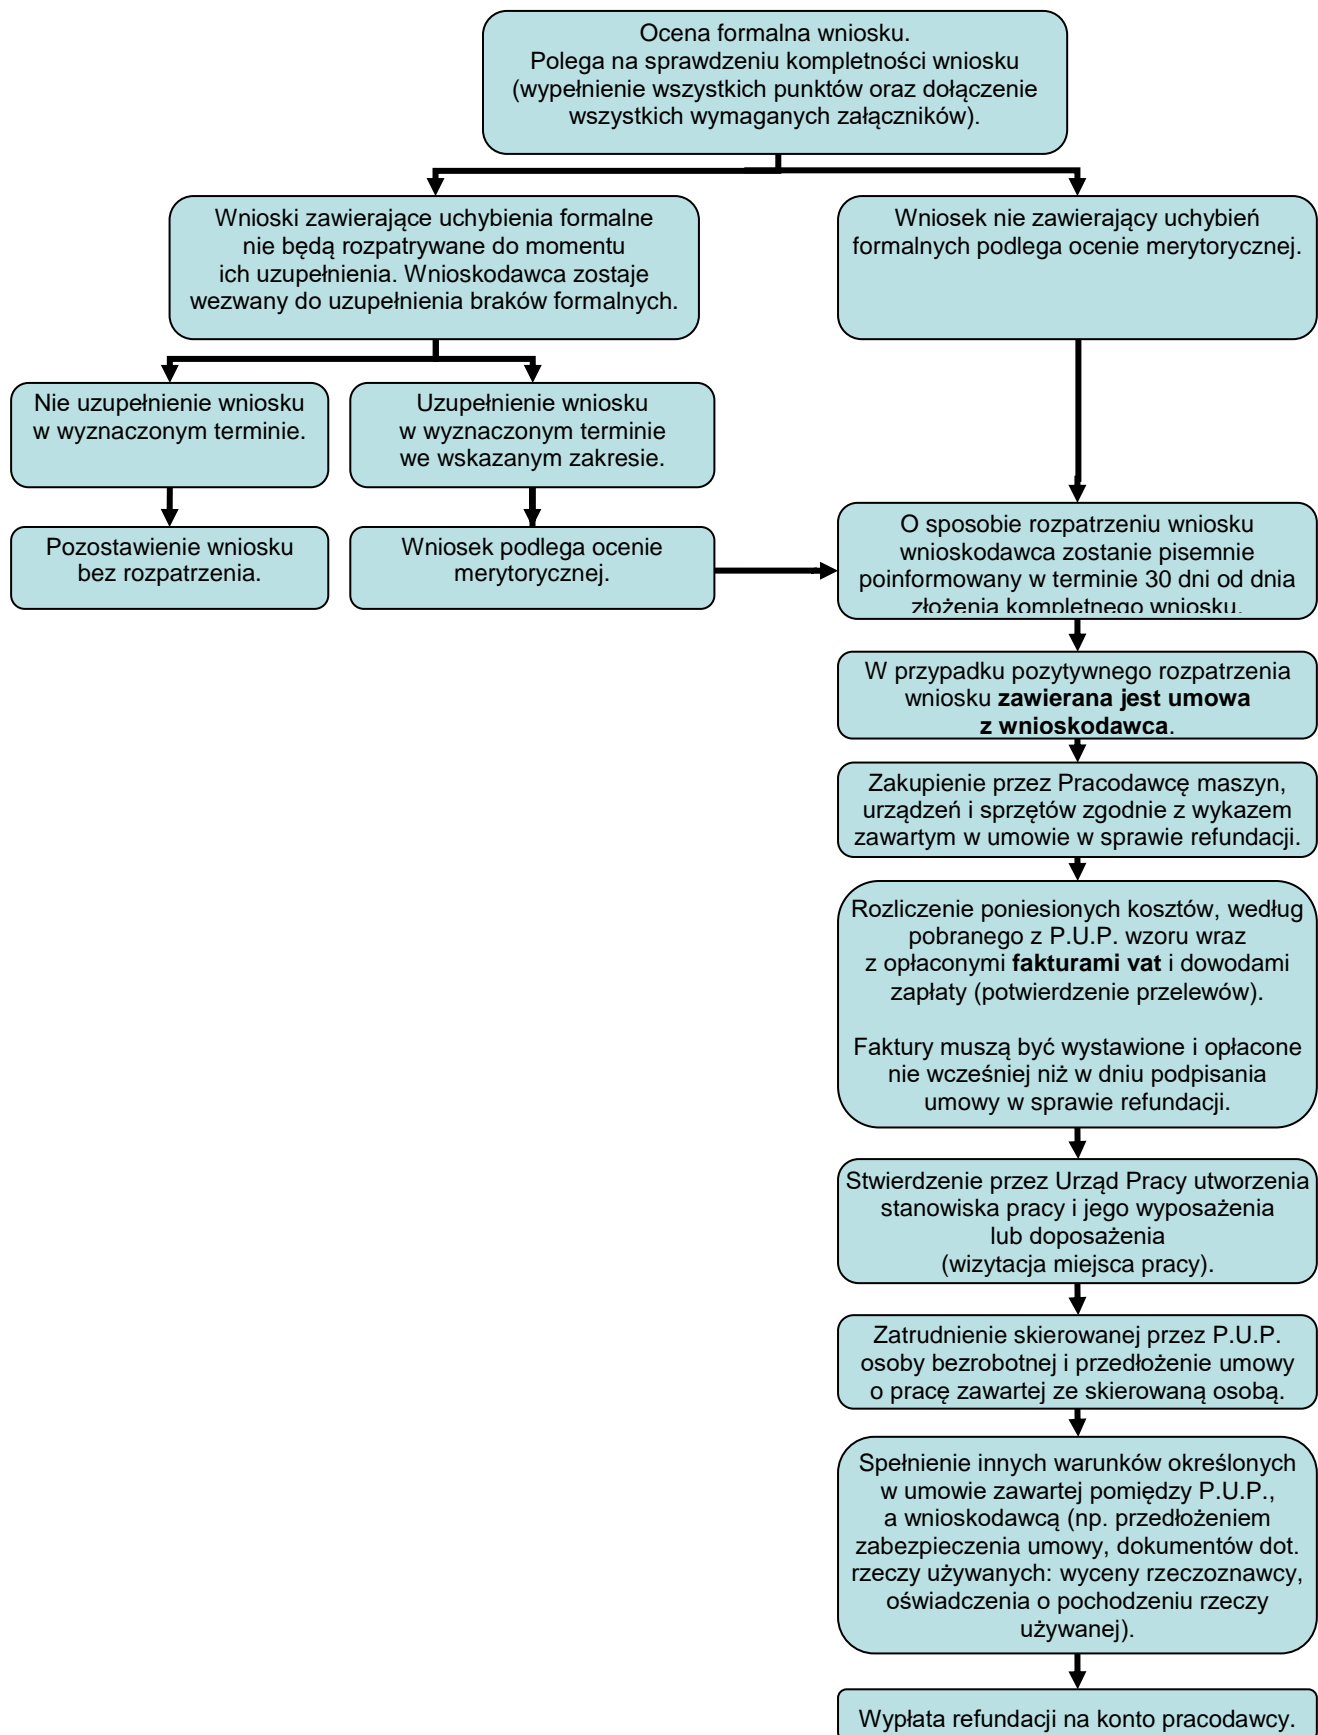 Ocena formalna wniosku.
Polega na sprawdzeniu kompletności wniosku
(wypełnienie wszystkich punktów oraz dołączenie
wszystkich wymaganych załączników).
Wnioski zawierające uchybienia formalne
nie będą rozpatrywane do momentu
ich uzupełnienia. Wnioskodawca zostaje
wezwany do uzupełnienia braków formalnych.
Wniosek nie zawierający uchybień
formalnych podlega ocenie merytorycznej.
Nie uzupełnienie wniosku
w wyznaczonym terminie.
Uzupełnienie wniosku
w wyznaczonym terminie
we wskazanym zakresie.
Pozostawienie wniosku
bez rozpatrzenia.
Wniosek podlega ocenie
merytorycznej.
O sposobie rozpatrzeniu wniosku
wnioskodawca zostanie pisemnie
poinformowany w terminie 30 dni od dnia
złożenia kompletnego wniosku.
W przypadku pozytywnego rozpatrzenia
wniosku zawierana jest umowa
z wnioskodawca.
Zakupienie przez Pracodawcę maszyn,
urządzeń i sprzętów zgodnie z wykazem
zawartym w umowie w sprawie refundacji.
Rozliczenie poniesionych kosztów, według
pobranego z P.U.P. wzoru wraz
z opłaconymi fakturami vat i dowodami
zapłaty (potwierdzenie przelewów).
Faktury muszą być wystawione i opłacone
nie wcześniej niż w dniu podpisania
umowy w sprawie refundacji.
Stwierdzenie przez Urząd Pracy utworzenia
stanowiska pracy i jego wyposażenia
lub doposażenia
(wizytacja miejsca pracy).
Zatrudnienie skierowanej przez P.U.P.
osoby bezrobotnej i przedłożenie umowy
o pracę zawartej ze skierowaną osobą.
Spełnienie innych warunków określonych
w umowie zawartej pomiędzy P.U.P.,
a wnioskodawcą (np. przedłożeniem
zabezpieczenia umowy, dokumentów dot.
rzeczy używanych: wyceny rzeczoznawcy,
oświadczenia o pochodzeniu rzeczy
używanej).
Wypłata refundacji na konto pracodawcy.